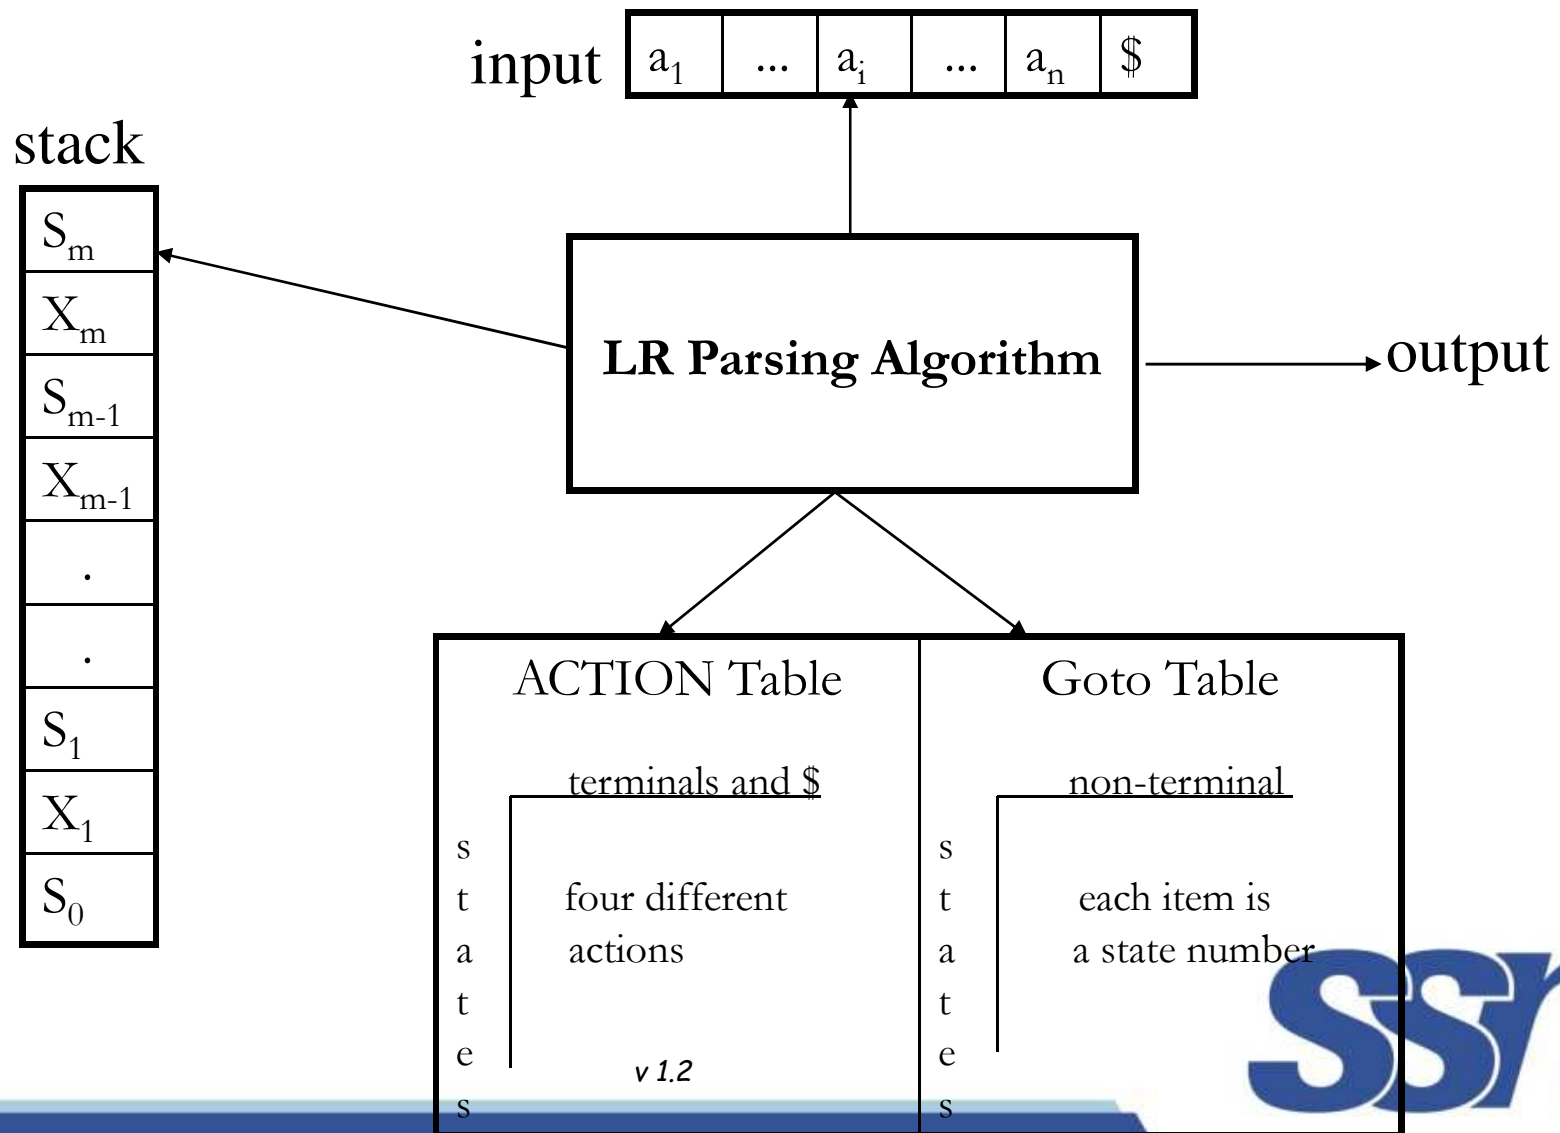 input a₁ ... aᵢ ... aₙ $
stack
Sₘ
Xₘ
Sₘ₋₁
Xₘ₋₁
.
.
S₁
X₁
S₀
LR Parsing Algorithm
output
ACTION Table
terminals and $
s
t
a
t
e
s
four different
actions
Goto Table
non-terminal
s
t
a
t
e
s
each item is
a state number
v 1.2